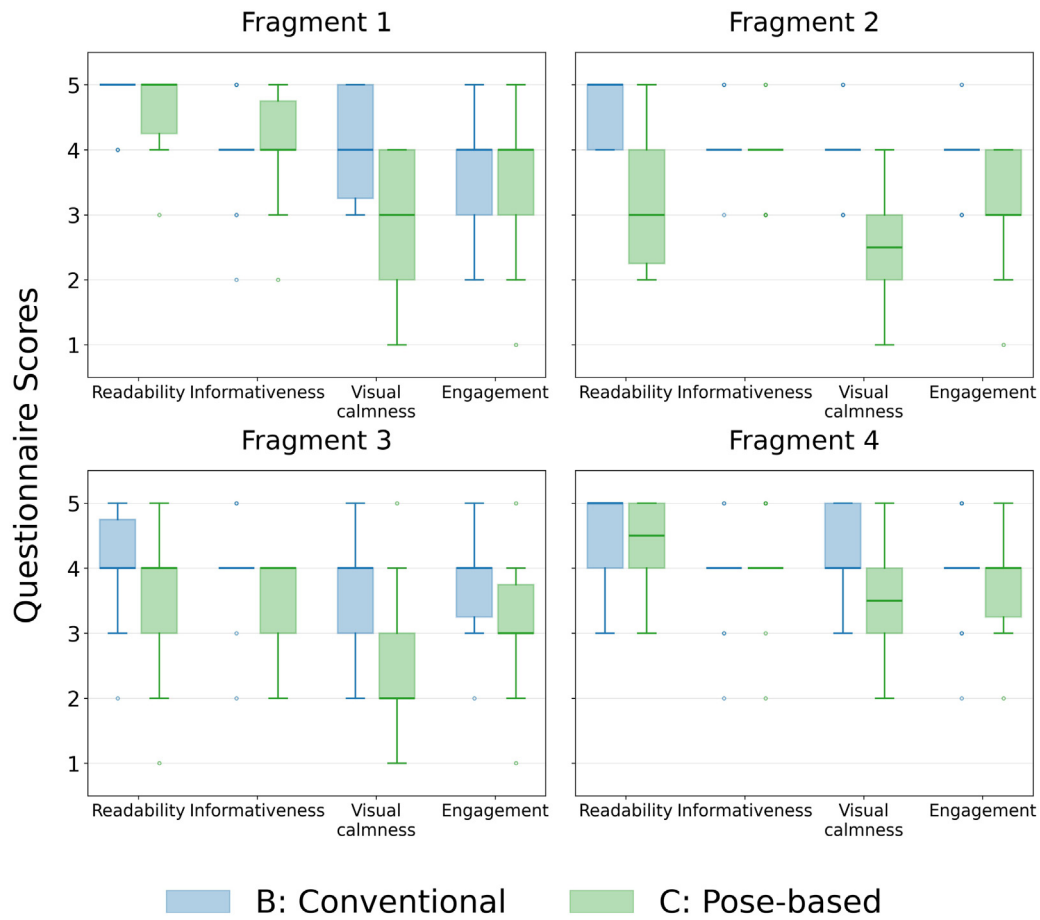 Fragment 1
Fragment 2
Questionnaire Scores
5
4
3
2
1
Readability Informativeness Visual calmness Engagement
Readability Informativeness Visual calmness Engagement
Fragment 3
Fragment 4
5
4
3
2
1
Readability Informativeness Visual calmness Engagement
Readability Informativeness Visual calmness Engagement
B: Conventional
C: Pose-based